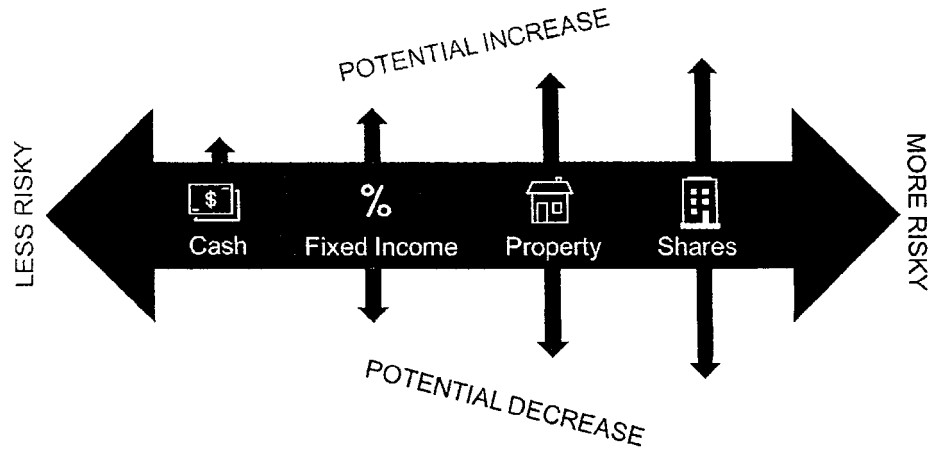 POTENTIAL INCREASE
LESS RISKY
MORE RISKY
$
%
Cash
Fixed Income
Property
Shares
POTENTIAL DECREASE